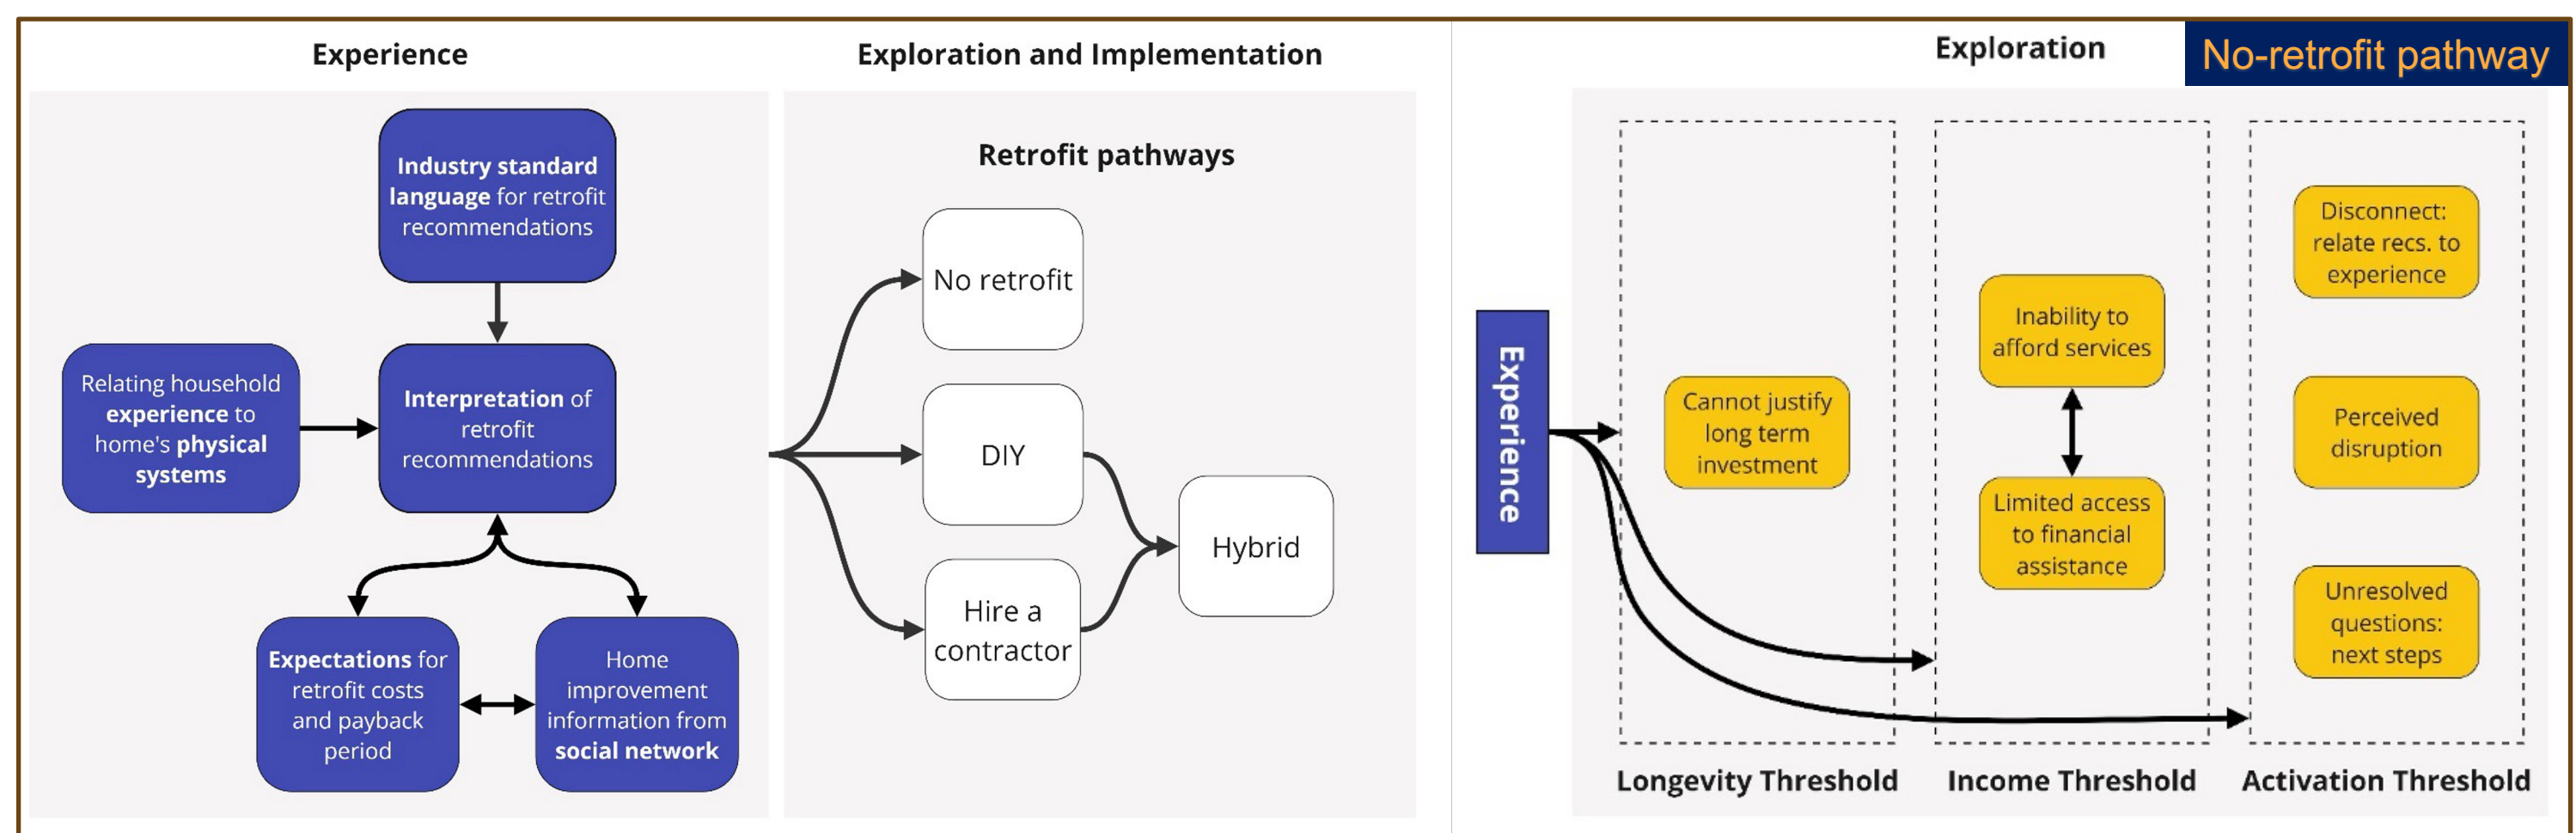 Experience
Industry standard
language for retrofit
recommendations
Relating household
experience to
home's physical
systems
Interpretation of
retrofit
recommendations
Expectations for
retrofit costs
and payback
period
Home
improvement
information from
social network
Exploration and Implementation
Retrofit pathways
No retrofit
DIY
Hire a
contractor
Hybrid
Exploration
No-retrofit pathway
Experience
Cannot justify
long term
investment
Longevity Threshold
Inability to
afford services
Limited access
to financial
assistance
Income Threshold
Disconnect:
relate recs. to
experience
Perceived
disruption
Unresolved
questions:
next steps
Activation Threshold